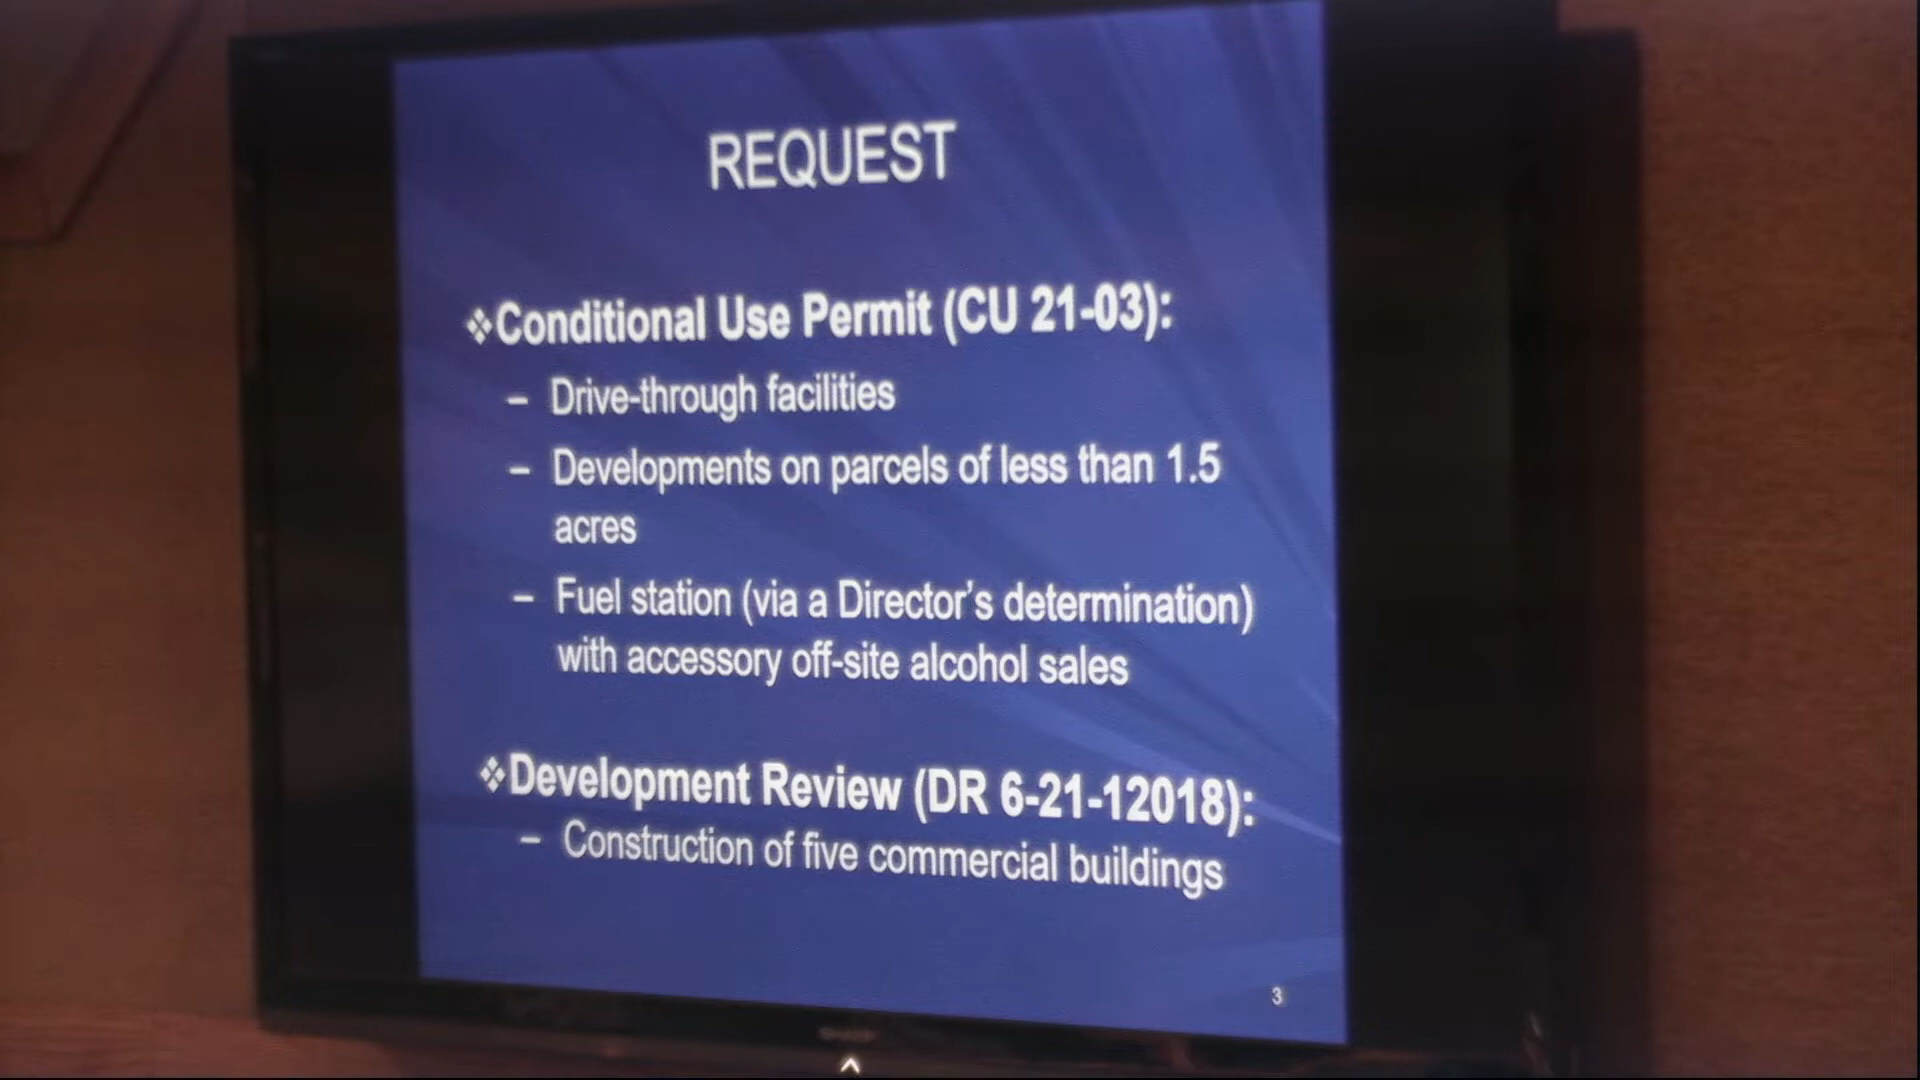 REQUEST
❖Conditional Use Permit (CU 21-03):
– Drive-through facilities
– Developments on parcels of less than 1.5
acres
– Fuel station (via a Director’s determination)
with accessory off-site alcohol sales
❖Development Review (DR 6-21-12018):
– Construction of five commercial buildings
3